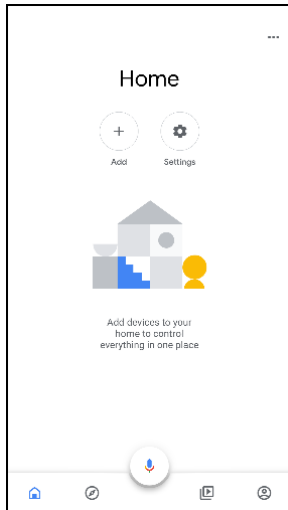 Home
Add Settings
Add devices to your
home to control
everything in one place